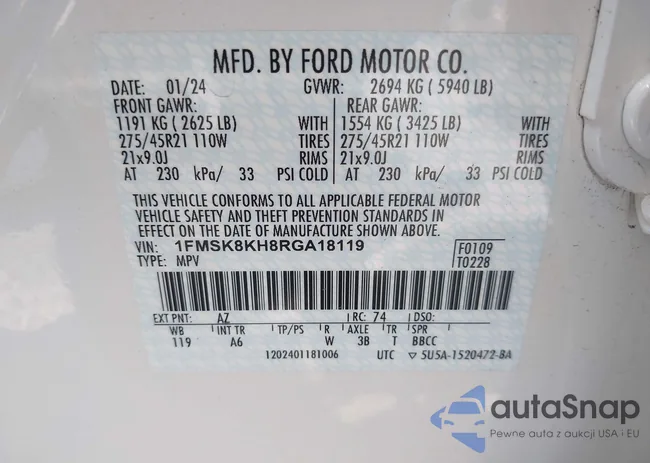 MFD. BY FORD MOTOR CO.
DATE: 01/24 GVWR: 2694 KG ( 5940 LB)
FRONT GAWR: REAR GAWR:
1191 KG ( 2625 LB) WITH 1554 KG ( 3425 LB) WITH
275/45R21 110W TIRES 275/45R21 110W TIRES
21x9.0J RIMS 21x9.0J RIMS
AT 230 kPa/ 33 PSI COLD AT 230 kPa/ 33 PSI COLD
THIS VEHICLE CONFORMS TO ALL APPLICABLE FEDERAL MOTOR
VEHICLE SAFETY AND THEFT PREVENTION STANDARDS IN
EFFECT ON THE DATE OF MANUFACTURE SHOWN ABOVE.
VIN: 1FMSK8KH8RGA18119 F0109
TYPE: MPV T0228
EXT PNT: AZ RC: 74 DSO:
WB INT TR TP/PS R AXLE TR SPR
119 A6 W 3B T BBCC
1202401181006 UTC ▽ 5U5A-1520472-BA
autoSnap
Pewne auta z aukcji USA i EU